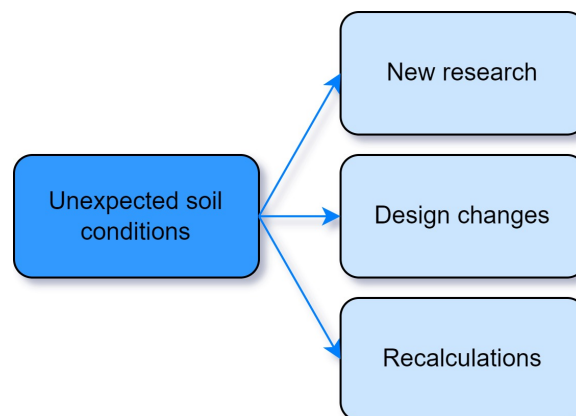 New research
Unexpected soil
conditions
Design changes
Recalculations